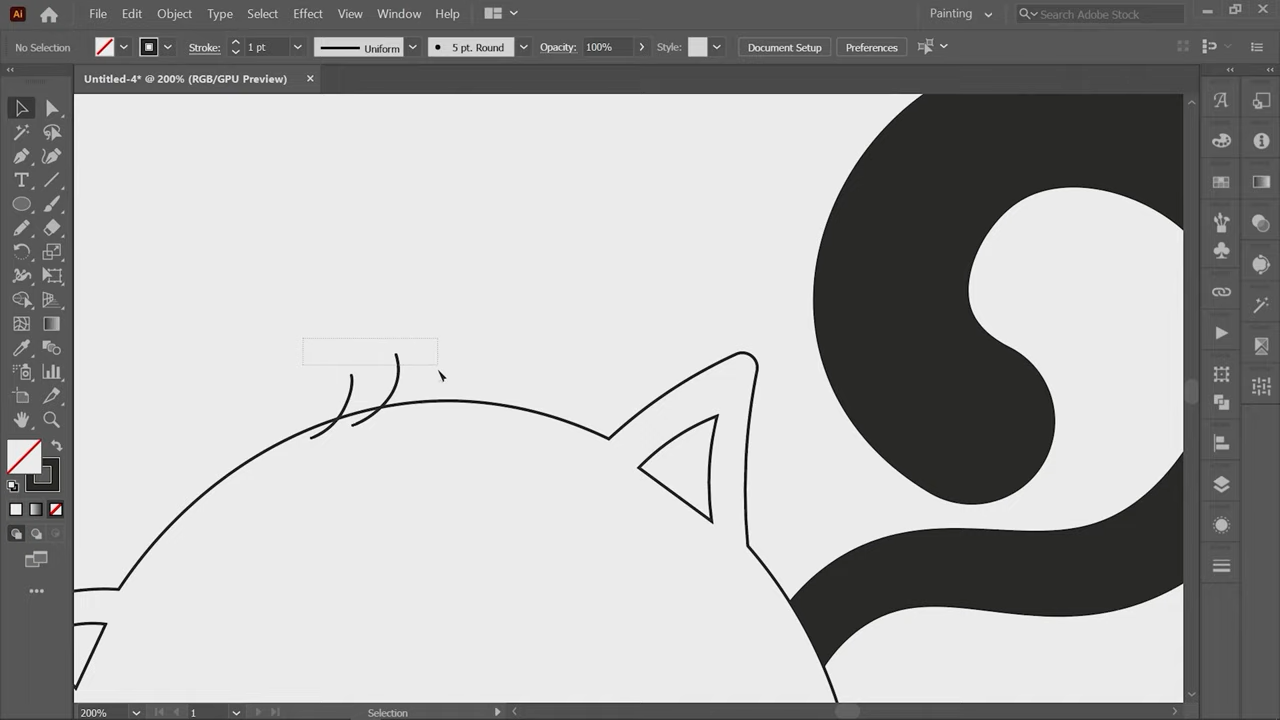 Ai File Edit Object Type Select Effect View Window Help Painting Search Adobe Stock
No Selection Stroke: 1 pt Uniform 5 pt. Round Opacity: 100% Style: Document Setup Preferences
Untitled-4* @ 200% (RGB/GPU Preview)
200% 1 Selection